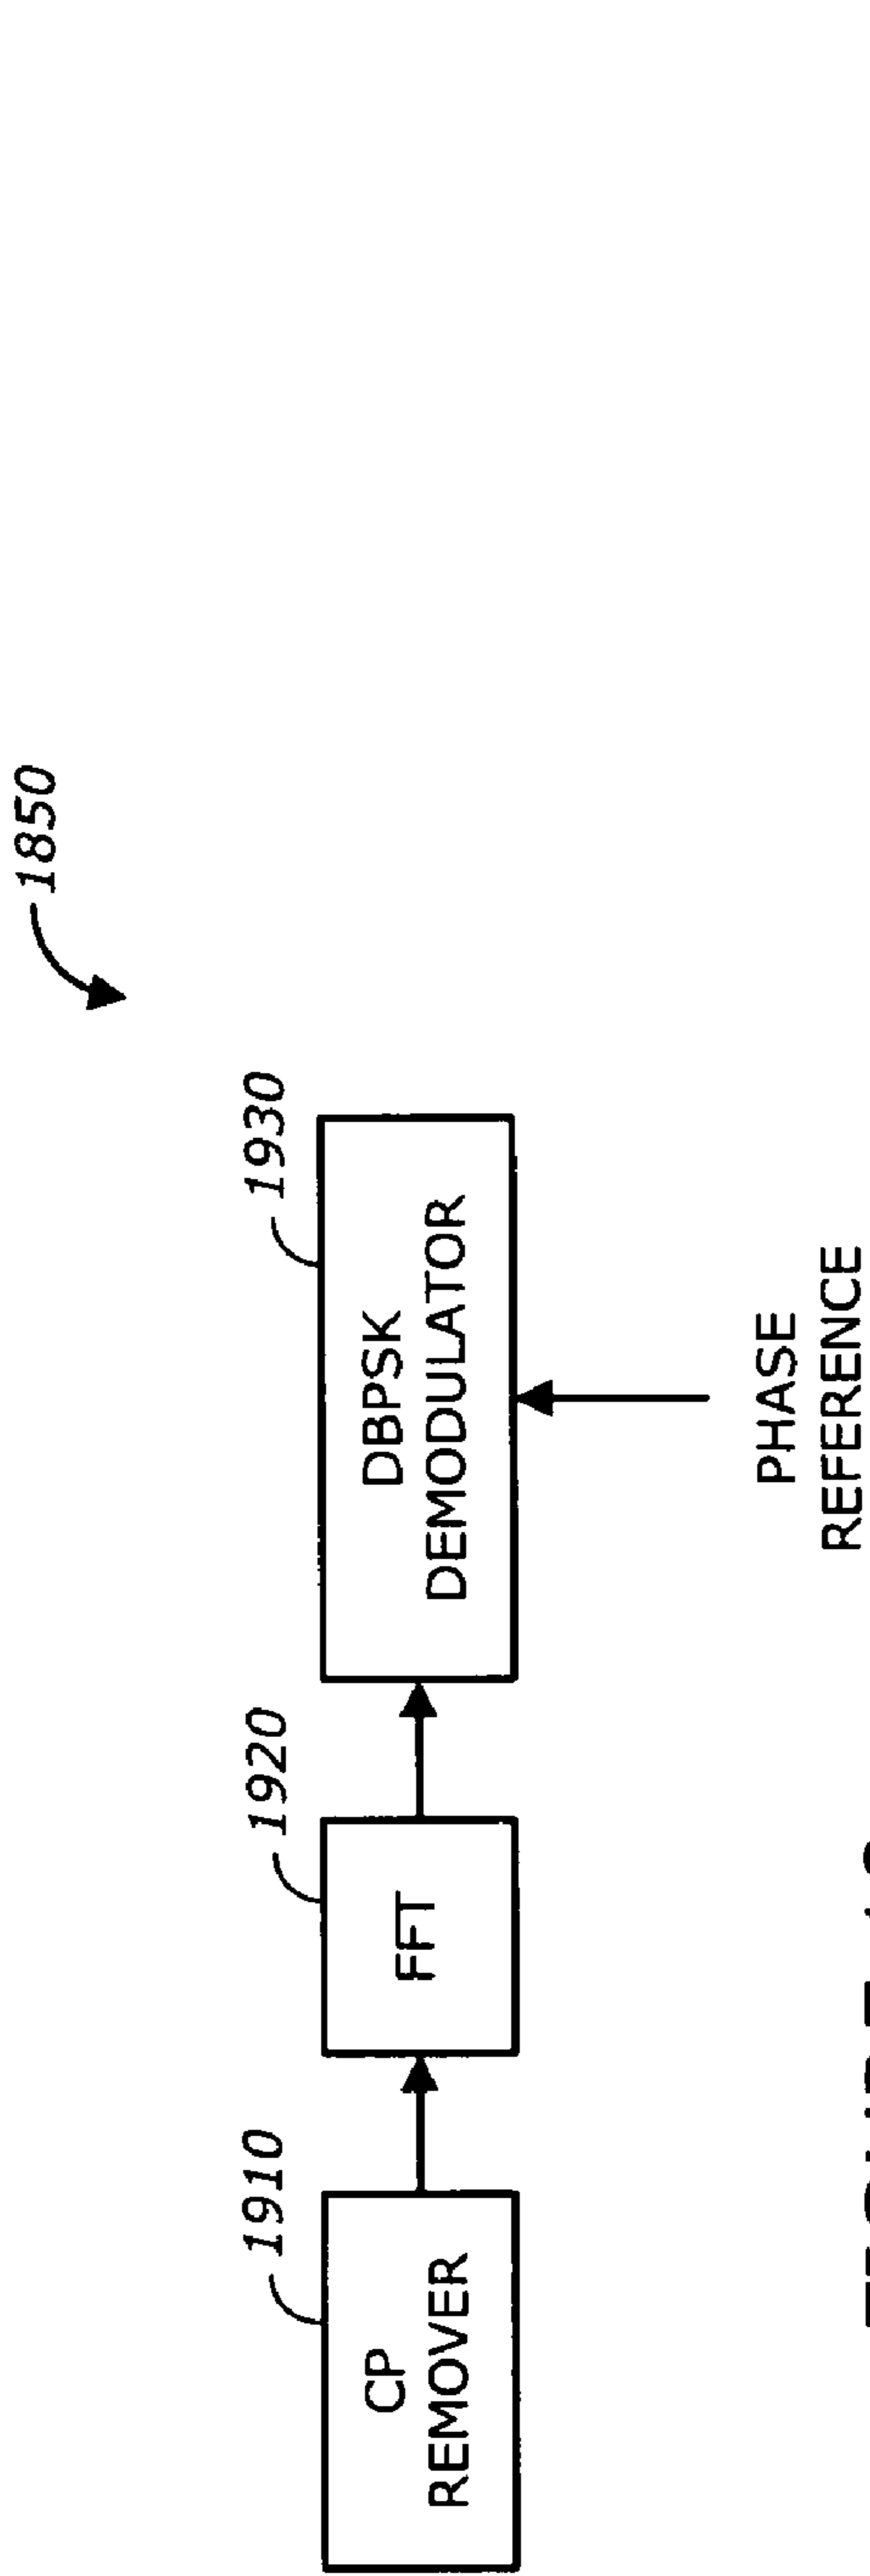 1850
1910
CP
REMOVER
1920
FFT
1930
DBPSK
DEMODULATOR
PHASE
REFERENCE